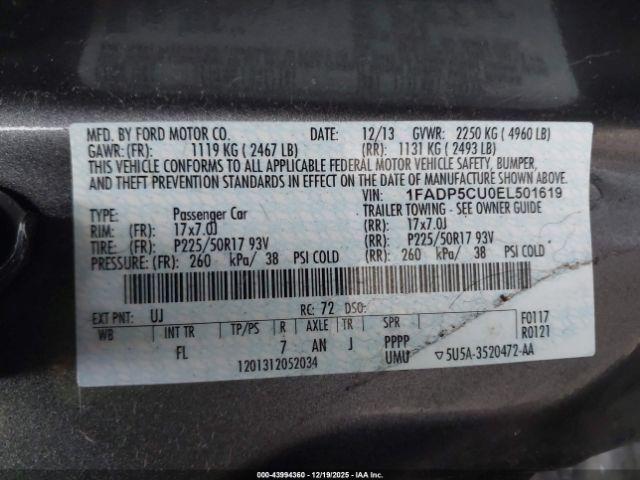 MFD. BY FORD MOTOR CO. DATE: 12/13 GVWR: 2250 KG ( 4960 LB)
GAWR: (FR): 1119 KG ( 2467 LB) (RR): 1131 KG ( 2493 LB)
THIS VEHICLE CONFORMS TO ALL APPLICABLE FEDERAL MOTOR VEHICLE SAFETY, BUMPER,
AND THEFT PREVENTION STANDARDS IN EFFECT ON THE DATE OF MANUFACTURE SHOWN ABOVE.
VIN: 1FADP5CU0EL501619
TYPE: Passenger Car TRAILER TOWING - SEE OWNER GUIDE
RIM: (FR): 17x7.0J (RR): 17x7.0J
TIRE: (FR): P225/50R17 93V (RR): P225/50R17 93V
PRESSURE: (FR): 260 kPa/ 38 PSI COLD (RR): 260 kPa/ 38 PSI COLD
EXT PNT: UJ RC: 72 DSO: F0117
WB INT TR TP/PS R AXLE TR SPR R0121
FL 7 AN J PPPP
UMU ▽5U5A-3520472-AA
1201312052034
000-43994360 | 12/19/2025 - IAAI.COM